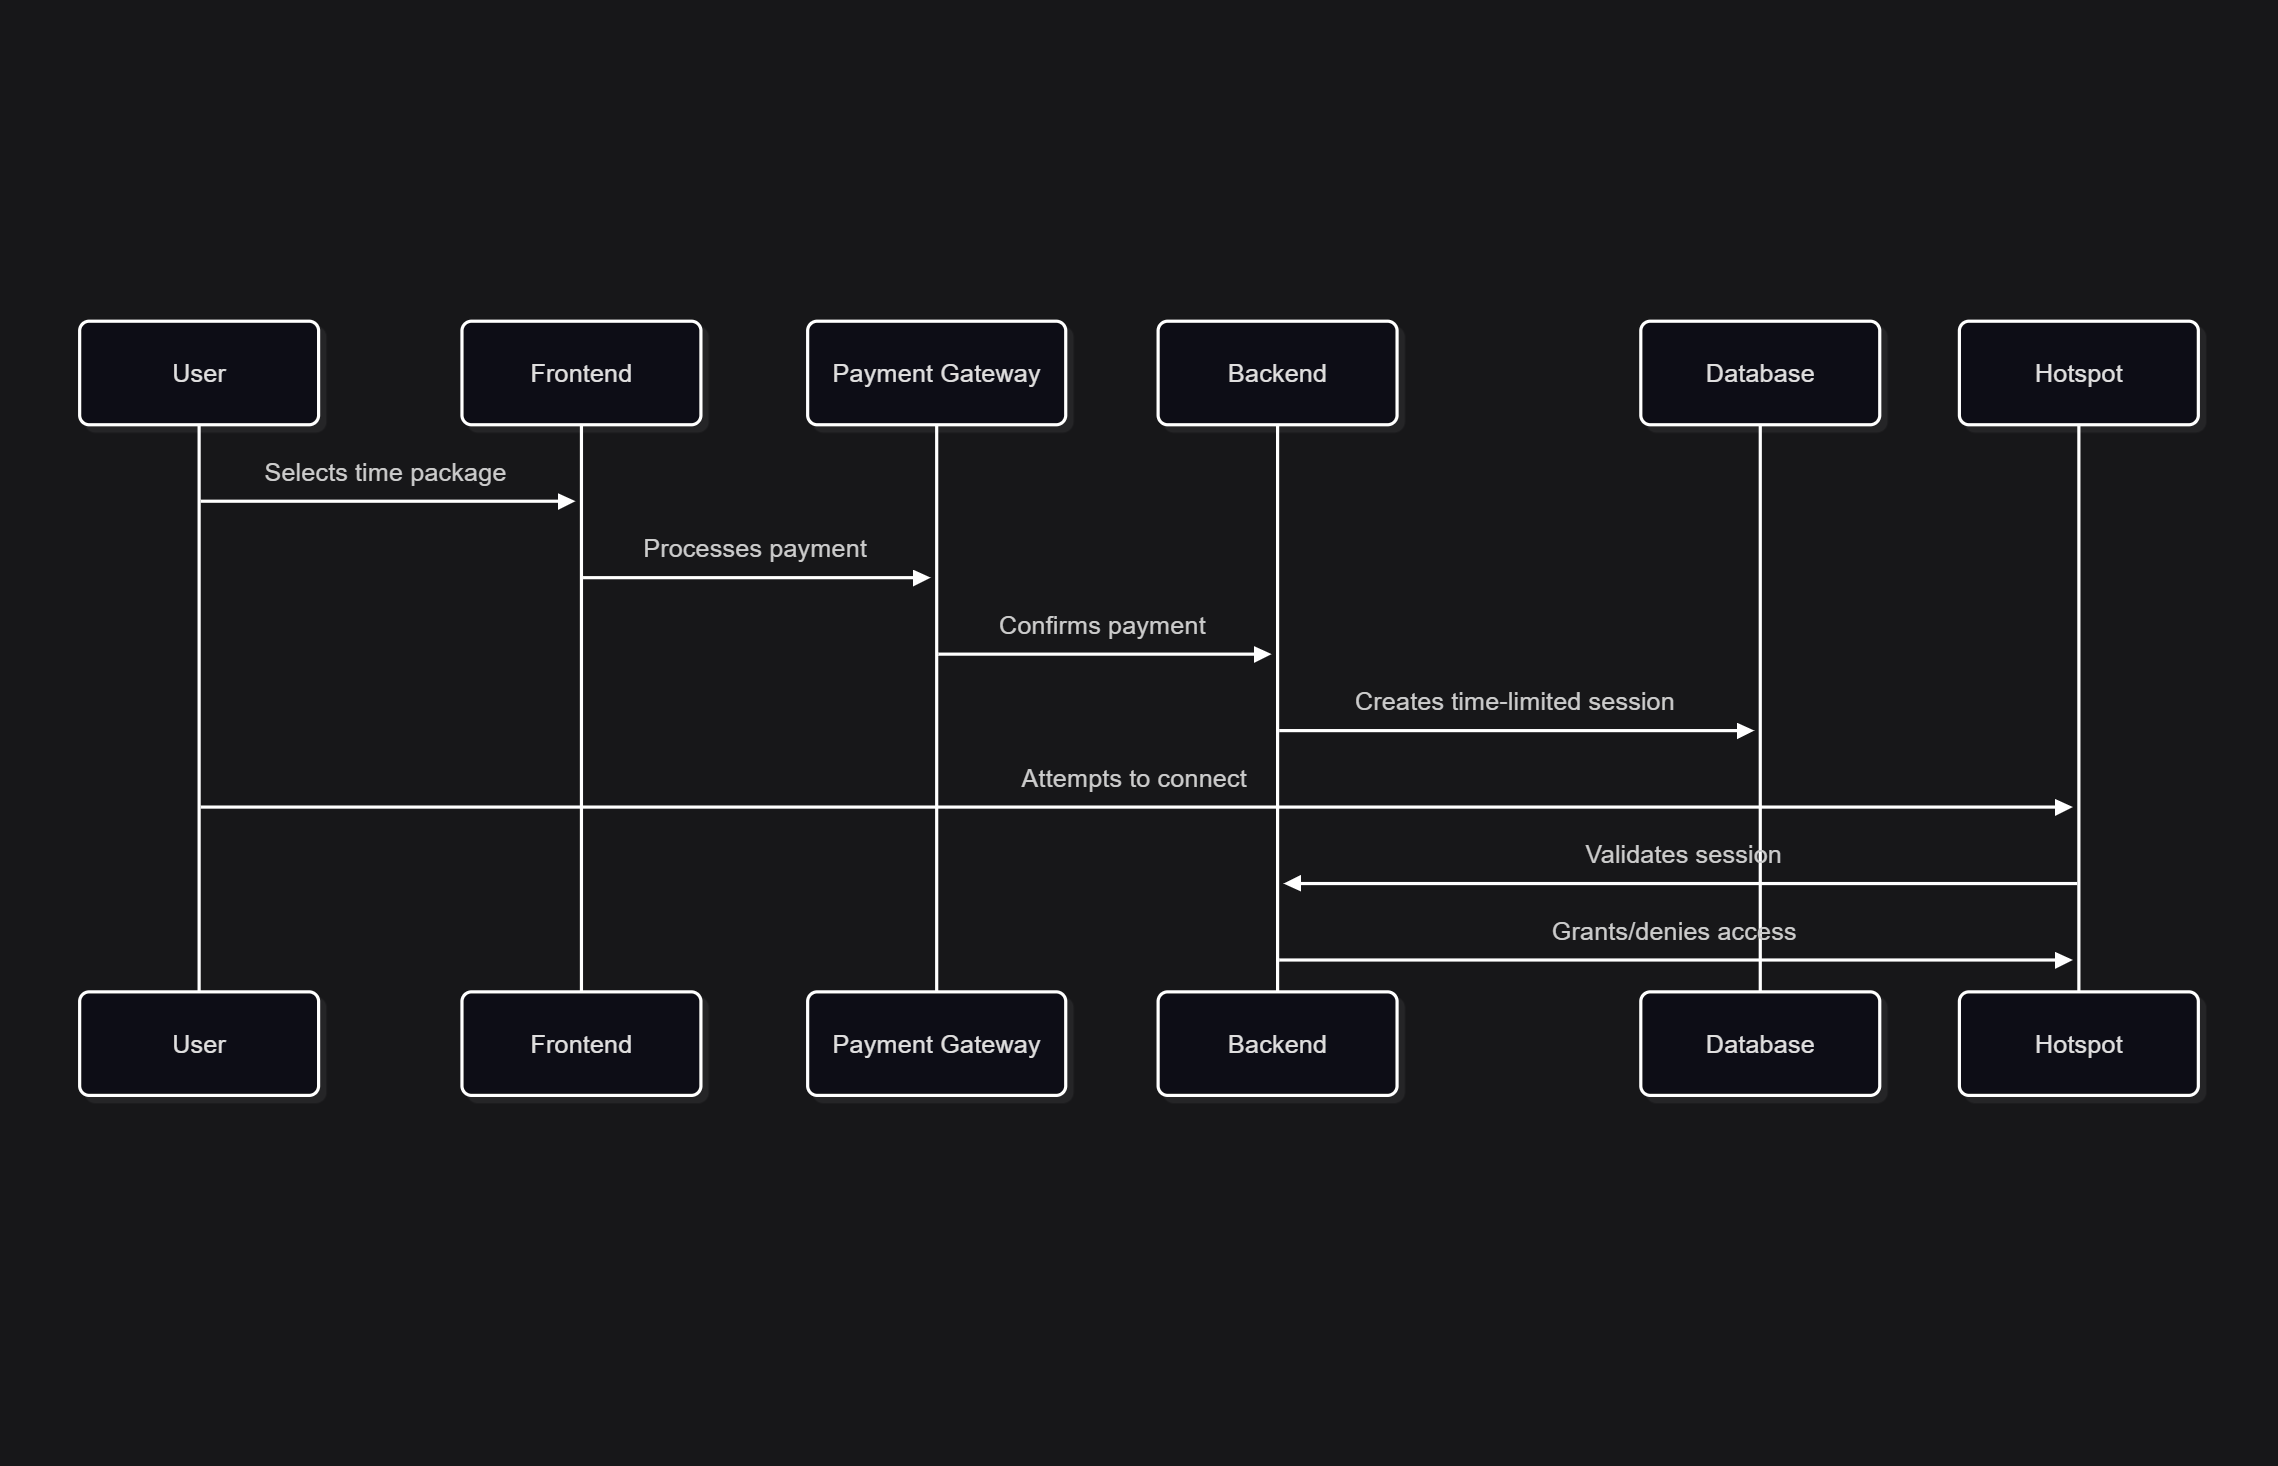 User
Frontend
Payment Gateway
Backend
Database
Hotspot
Selects time package
Processes payment
Confirms payment
Creates time-limited session
Attempts to connect
Validates session
Grants/denies access
User
Frontend
Payment Gateway
Backend
Database
Hotspot